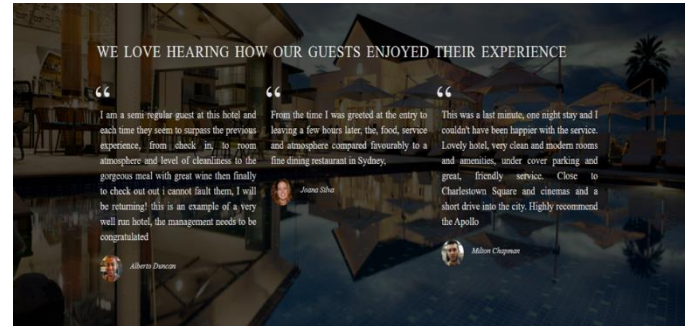 WE LOVE HEARING HOW OUR GUESTS ENJOYED THEIR EXPERIENCE
“
I am a semi regular guest at this hotel and
each time they seem to surpass the previous
experience, from check in, to room
atmosphere and level of cleanliness to the
gorgeous meal with great wine then finally
to check out out i cannot fault them, I will
be returning! this is an example of a very
well run hotel, the management needs to be
congratulated
Alberto Duncan
“
From the time I was greeted at the entry to
leaving a few hours later, the, food, service
and atmosphere compared favourably to a
fine dining restaurant in Sydney,
Joana Silva
“
This was a last minute, one night stay and I
couldn't have been happier with the service.
Lovely hotel, very clean and modern rooms
and amenities, under cover parking and
great, friendly service. Close to
Charlestown Square and cinemas and a
short drive into the city. Highly recommend
the Apollo
Milton Chapman